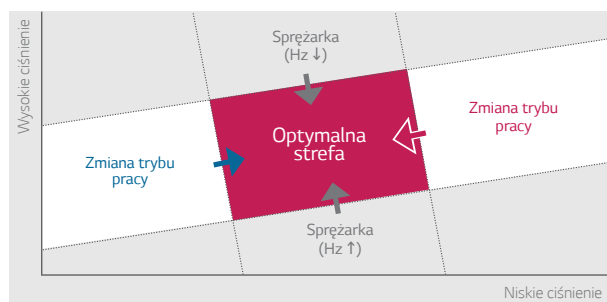 Wysokie ciśnienie
Sprężarka
(Hz ↓)
Optymalna
strefa
Zmiana trybu
pracy
Zmiana trybu
pracy
Sprężarka
(Hz ↑)
Niskie ciśnienie